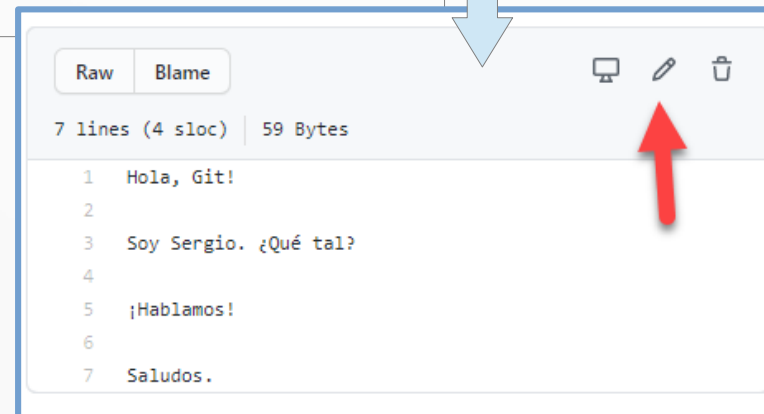 Raw Blame
7 lines (4 sloc) 59 Bytes
1 Hola, Git!
2
3 Soy Sergio. ¿Qué tal?
4
5 ¡Hablamos!
6
7 Saludos.